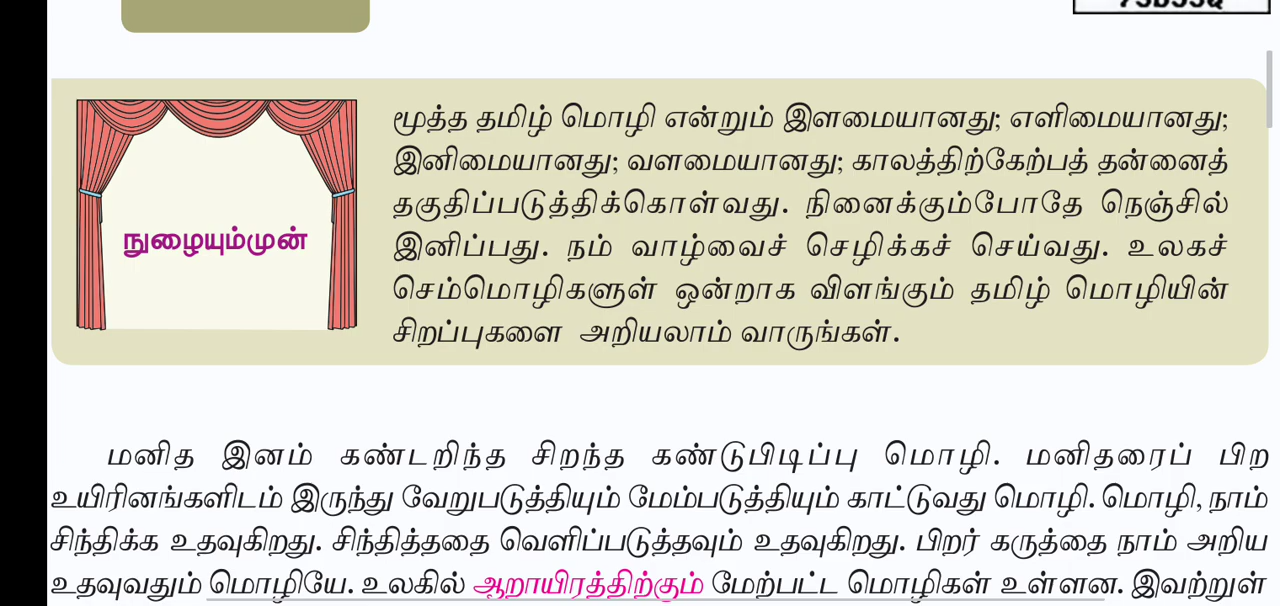 நுழையும்முன்
மூத்த தமிழ் மொழி என்றும் இளமையானது; எளிமையானது;
இனிமையானது; வளமையானது; காலத்திற்கேற்பத் தன்னைத்
தகுதிப்படுத்திக்கொள்வது. நினைக்கும்போதே நெஞ்சில்
இனிப்பது. நம் வாழ்வைச் செழிக்கச் செய்வது. உலகச்
செம்மொழிகளுள் ஒன்றாக விளங்கும் தமிழ் மொழியின்
சிறப்புகளை அறியலாம் வாருங்கள்.
மனித இனம் கண்டறிந்த சிறந்த கண்டுபிடிப்பு மொழி. மனிதரைப் பிற
உயிரினங்களிடம் இருந்து வேறுபடுத்தியும் மேம்படுத்தியும் காட்டுவது மொழி. மொழி, நாம்
சிந்திக்க உதவுகிறது. சிந்தித்ததை வெளிப்படுத்தவும் உதவுகிறது. பிறர் கருத்தை நாம் அறிய
உதவுவதும் மொழியே. உலகில் ஆறாயிரத்திற்கும் மேற்பட்ட மொழிகள் உள்ளன. இவற்றுள்